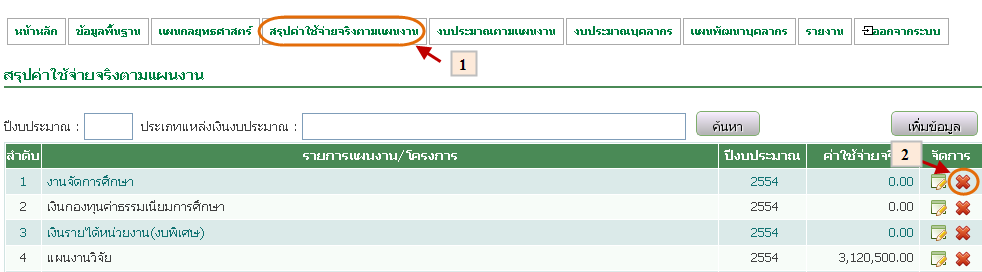 หน้าหลัก ข้อมูลพื้นฐาน แผนกลยุทธศาสตร์ สรุปค่าใช้จ่ายจริงตามแผนงาน งบประมาณตามแผนงาน งบประมาณบุคลากร แผนพัฒนาบุคลากร รายงาน ออกจากระบบ
1
สรุปค่าใช้จ่ายจริงตามแผนงาน
ปีงบประมาณ : ประเภทแหล่งเงินงบประมาณ : ค้นหา เพิ่มข้อมูล
ลำดับ รายการแผนงาน/โครงการ ปีงบประมาณ ค่าใช้จ่ายจริ 2 จัดการ
1 งานจัดการศึกษา 2554 0.00
2 เงินกองทุนค่าธรรมเนียมการศึกษา 2554 0.00
3 เงินรายได้หน่วยงาน(งบพิเศษ) 2554 0.00
4 แผนงานวิจัย 2554 3,120,500.00